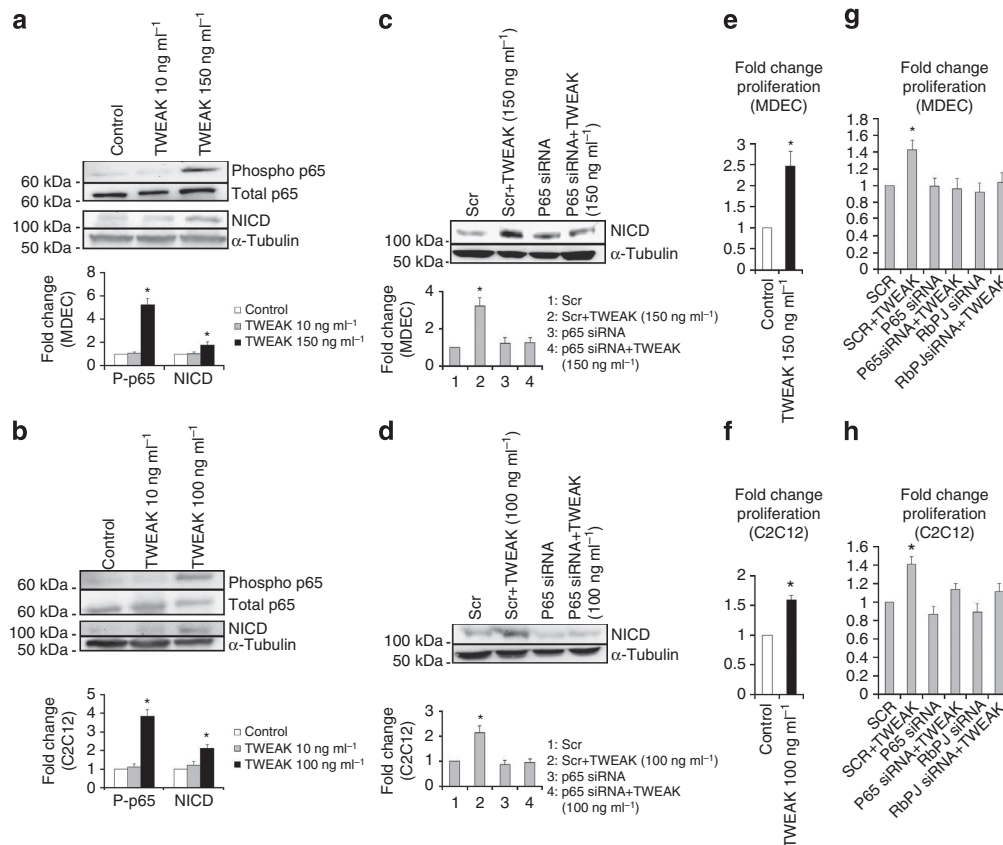 a
Control
TWEAK 10 ng ml⁻¹
TWEAK 150 ng ml⁻¹
Phospho p65
60 kDa
Total p65
60 kDa
NICD
100 kDa
α-Tubulin
50 kDa
Fold change
(MDEC)
8
6
4
2
0
*
*
Control
TWEAK 10 ng ml⁻¹
TWEAK 150 ng ml⁻¹
P-p65
NICD
b
Control
TWEAK 10 ng ml⁻¹
TWEAK 100 ng ml⁻¹
60 kDa
Phospho p65
Total p65
60 kDa
NICD
100 kDa
α-Tubulin
50 kDa
Fold change
(C2C12)
5
4
3
2
1
0
*
*
Control
TWEAK 10 ng ml⁻¹
TWEAK 100 ng ml⁻¹
P-p65
NICD
c
Scr
Scr+TWEAK (150 ng ml⁻¹)
P65 siRNA
P65 siRNA+TWEAK
(150 ng ml⁻¹)
NICD
100 kDa
α-Tubulin
50 kDa
Fold change
(MDEC)
4
2
0
*
1 2 3 4
1: Scr
2: Scr+TWEAK (150 ng ml⁻¹)
3: p65 siRNA
4: p65 siRNA+TWEAK
(150 ng ml⁻¹)
d
Scr
Scr+TWEAK (100 ng ml⁻¹)
P65 siRNA
P65 siRNA+TWEAK
(100 ng ml⁻¹)
NICD
100 kDa
α-Tubulin
50 kDa
Fold change
(C2C12)
3
2
1
0
*
1 2 3 4
1: Scr
2: Scr+TWEAK (100 ng ml⁻¹)
3: p65 siRNA
4: p65 siRNA+TWEAK
(100 ng ml⁻¹)
e
Fold change
proliferation
(MDEC)
3
2.5
2
1.5
1
0.5
0
*
Control
TWEAK 150 ng ml⁻¹
f
Fold change
proliferation
(C2C12)
2
1.5
1
0.5
0
*
Control
TWEAK 100 ng ml⁻¹
g
Fold change
proliferation
(MDEC)
1.8
1.6
1.4
1.2
1
0.8
0.6
0.4
0.2
0
*
SCR
SCR+TWEAK
P65 siRNA
P65siRNA+TWEAK
RbPJ siRNA
RbPJsiRNA+TWEAK
h
Fold change
proliferation
(C2C12)
1.6
1.4
1.2
1
0.8
0.6
0.4
0.2
0
*
SCR
SCR+TWEAK
P65 siRNA
P65 siRNA+TWEAK
RbPJ siRNA
RbPJ siRNA+TWEAK